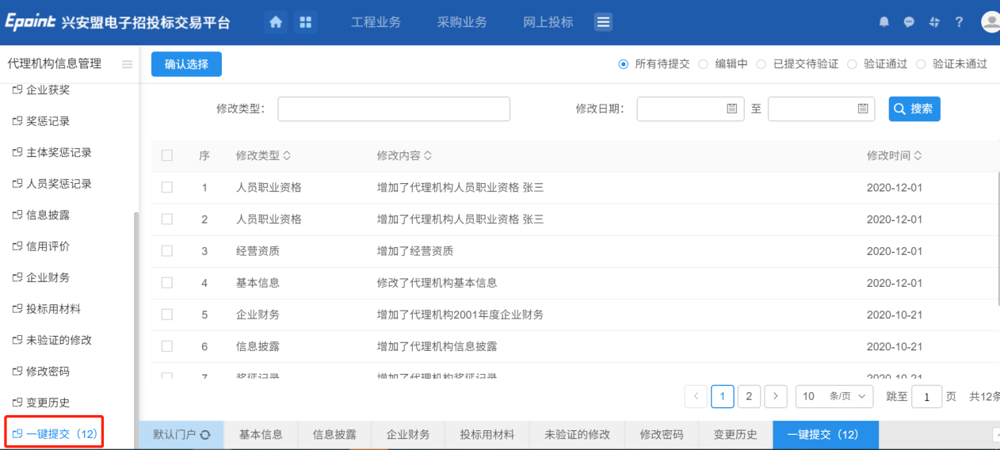 Epoint 兴安盟电子招投标交易平台 工程业务 采购业务 网上投标 ?
代理机构信息管理
企业获奖
奖惩记录
主体奖惩记录
人员奖惩记录
信息披露
信用评价
企业财务
投标用材料
未验证的修改
修改密码
变更历史
一键提交（12）
确认选择 所有待提交 编辑中 已提交待验证 验证通过 验证未通过
修改类型： 修改日期： 至 搜索
序 修改类型 修改内容 修改时间
1 人员职业资格 增加了代理机构人员职业资格 张三 2020-12-01
2 人员职业资格 增加了代理机构人员职业资格 张三 2020-12-01
3 经营资质 增加了经营资质 2020-12-01
4 基本信息 修改了代理机构基本信息 2020-12-01
5 企业财务 增加了代理机构2001年度企业财务 2020-10-21
6 信息披露 增加了代理机构信息披露 2020-10-21
7 奖惩记录 增加了代理机构奖惩记录 2020-10-21
< 1 2 > 10 条/页 跳至 1 页 共12条
默认门户 基本信息 信息披露 企业财务 投标用材料 未验证的修改 修改密码 变更历史 一键提交（12）